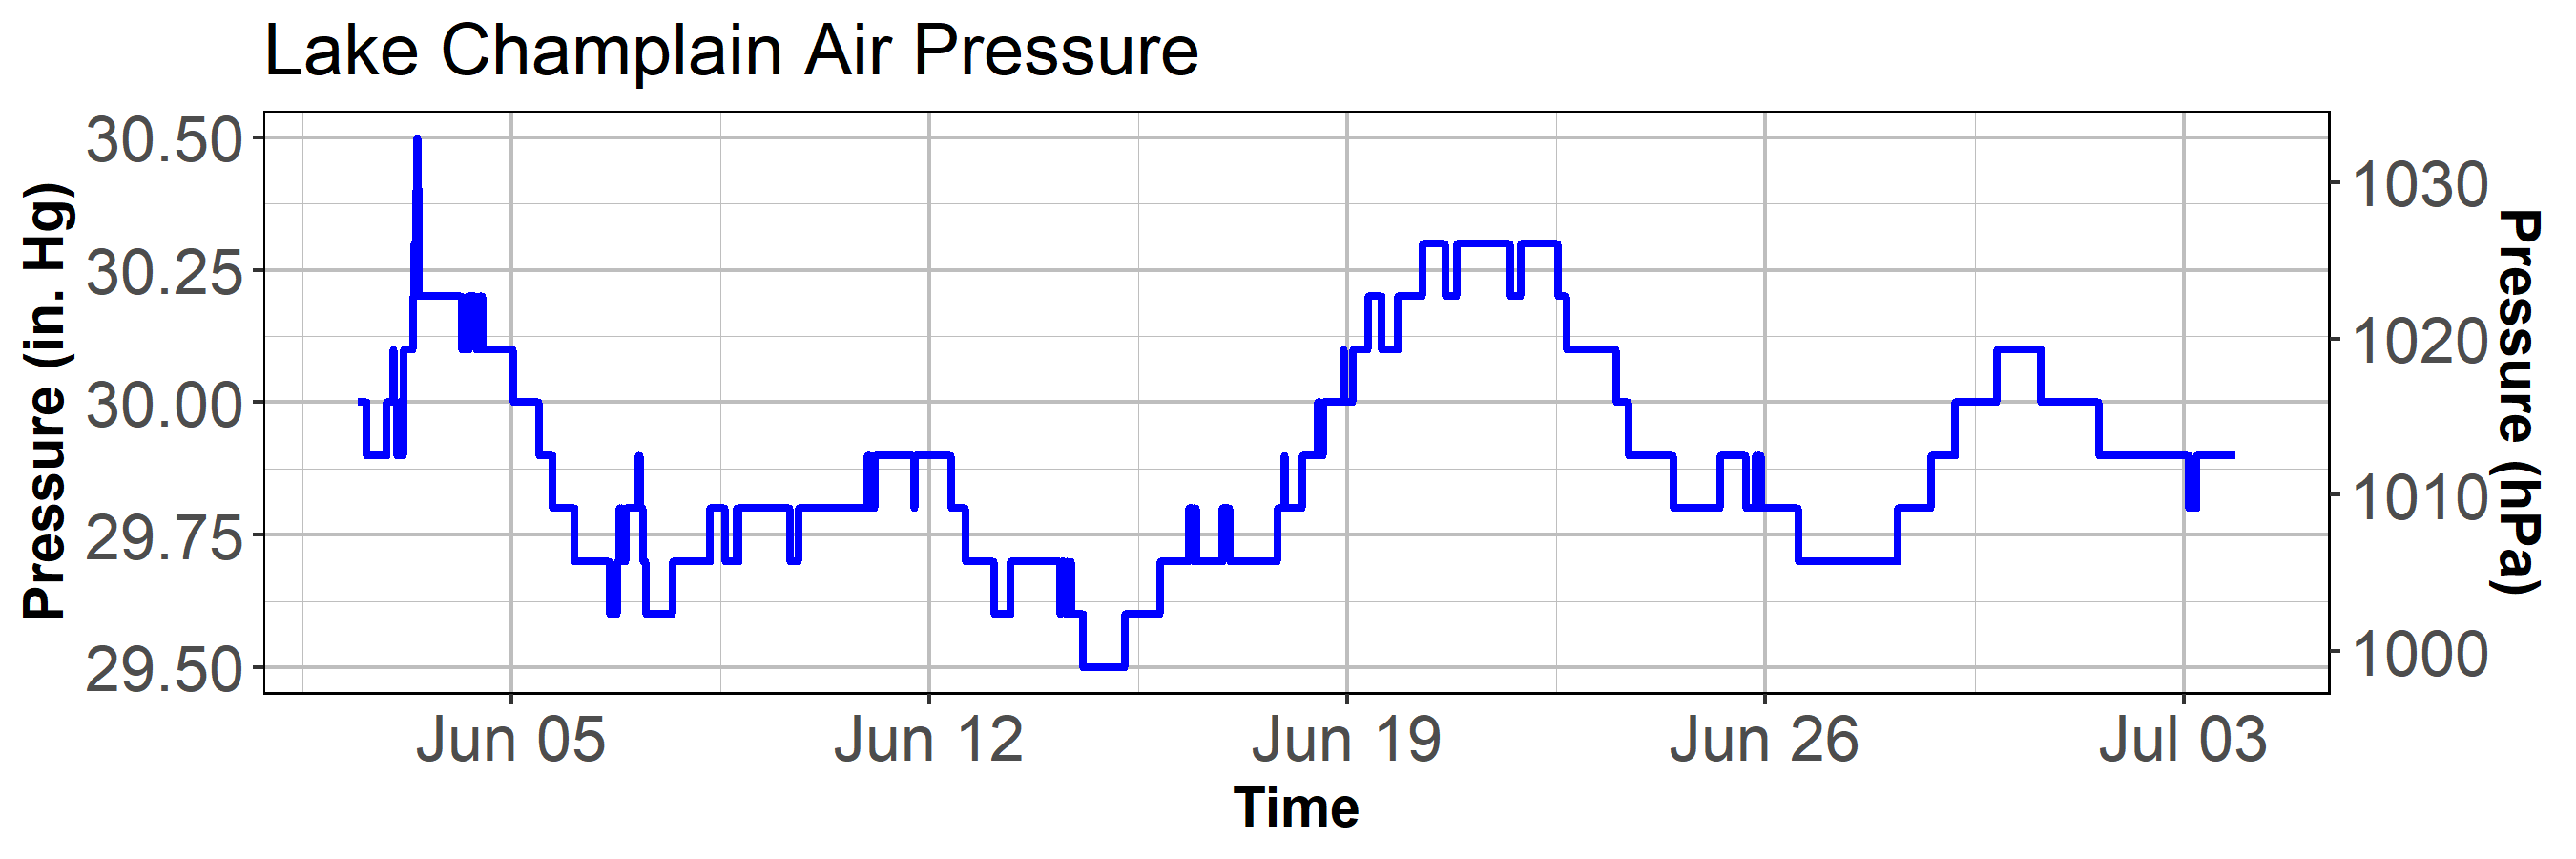 Lake Champlain Air Pressure
Pressure (in. Hg)
30.50
30.25
30.00
29.75
29.50
1030
1020
1010
1000
Pressure (hPa)
Jun 05 Jun 12 Jun 19 Jun 26 Jul 03
Time